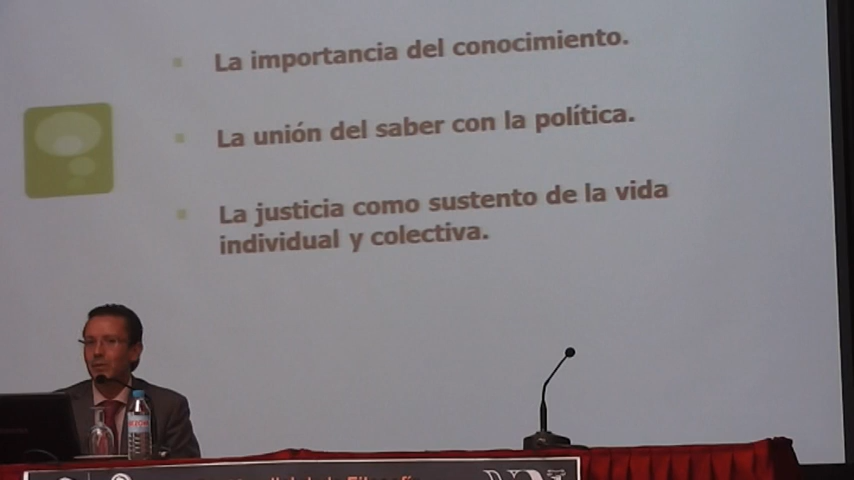 La importancia del conocimiento.
La unión del saber con la política.
La justicia como sustento de la vida
individual y colectiva.